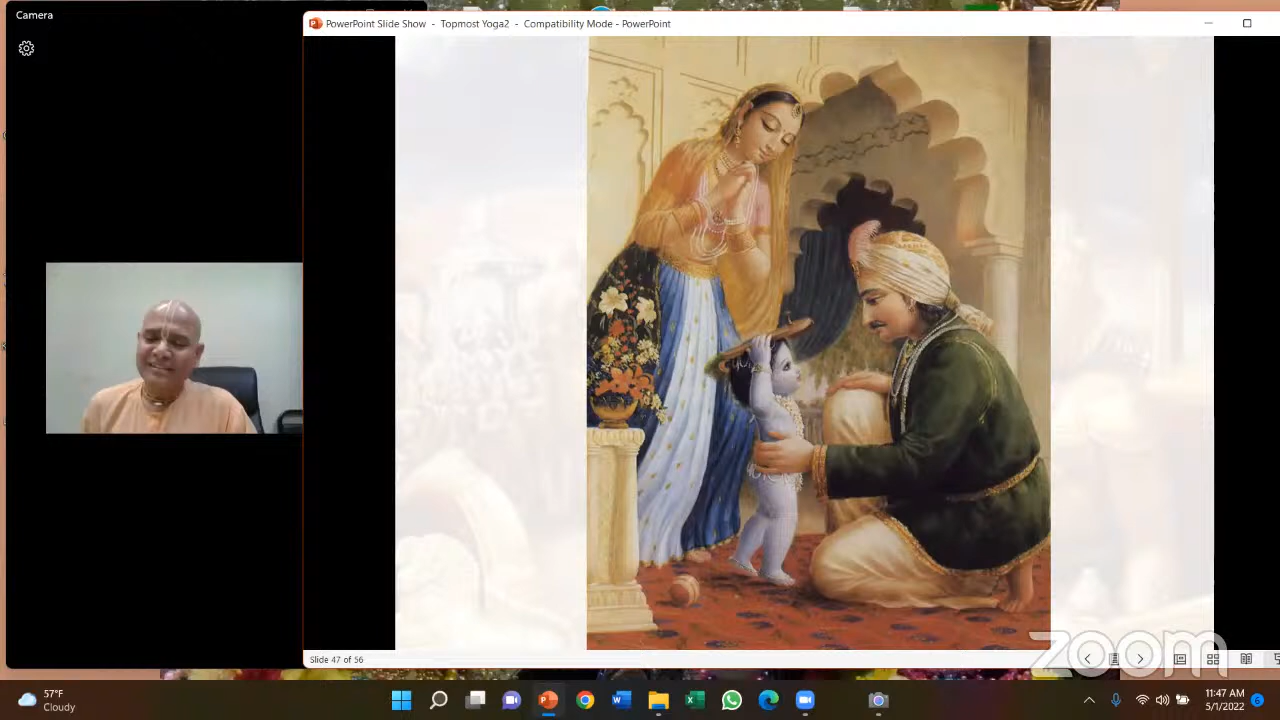 Camera
PowerPoint Slide Show - Topmost Yoga2 - Compatibility Mode - PowerPoint
Slide 47 of 56
zoom
57°F
Cloudy
11:47 AM
5/1/2022
6